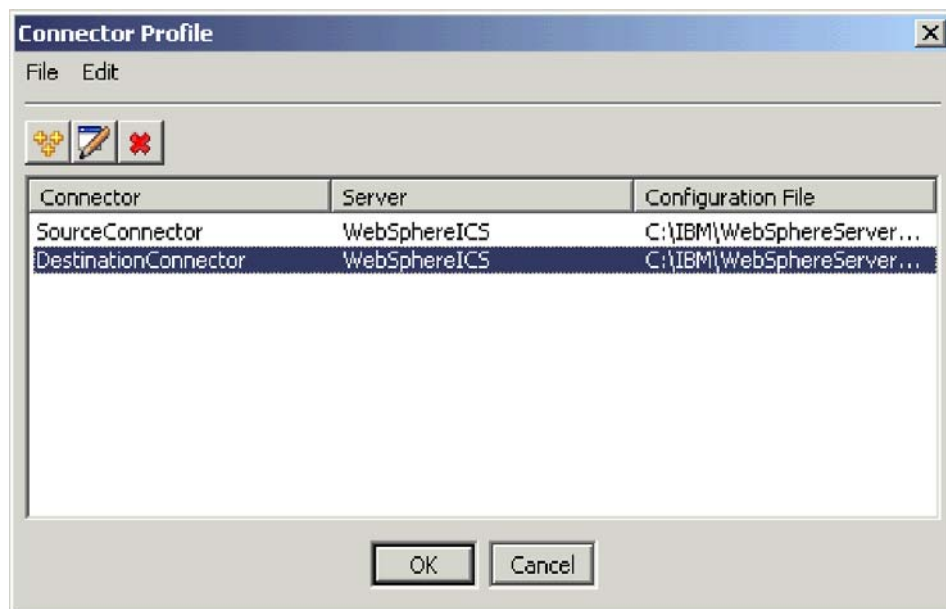 Connector Profile
File Edit
Connector Server Configuration File
SourceConnector WebSphereICS C:\IBM\WebSphereServer...
DestinationConnector WebSphereICS C:\IBM\WebSphereServer...
OK Cancel